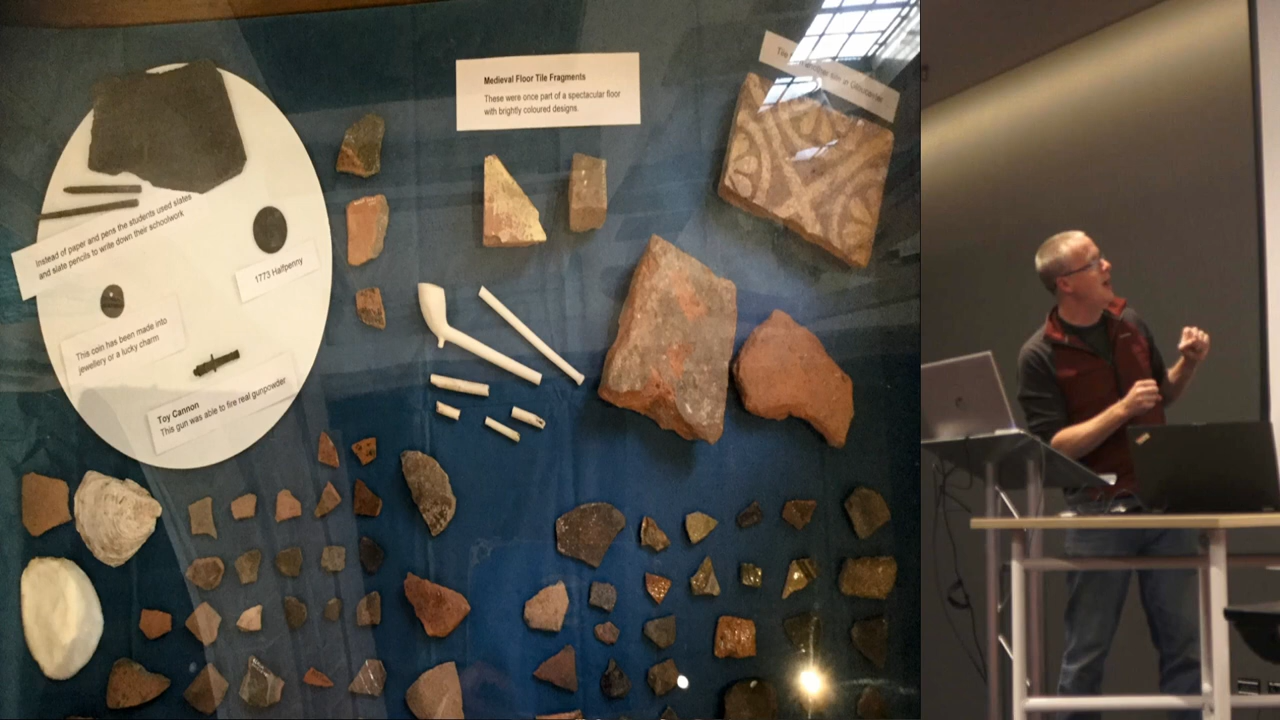 Medieval Floor Tile Fragments
These were once part of a spectacular floor
with brightly coloured designs.
Instead of paper and pens the students used slates
and slate pencils to write down their schoolwork
1773 Halfpenny
This coin has been made into
jewellery or a lucky charm
Toy Cannon
This gun was able to fire real gunpowder